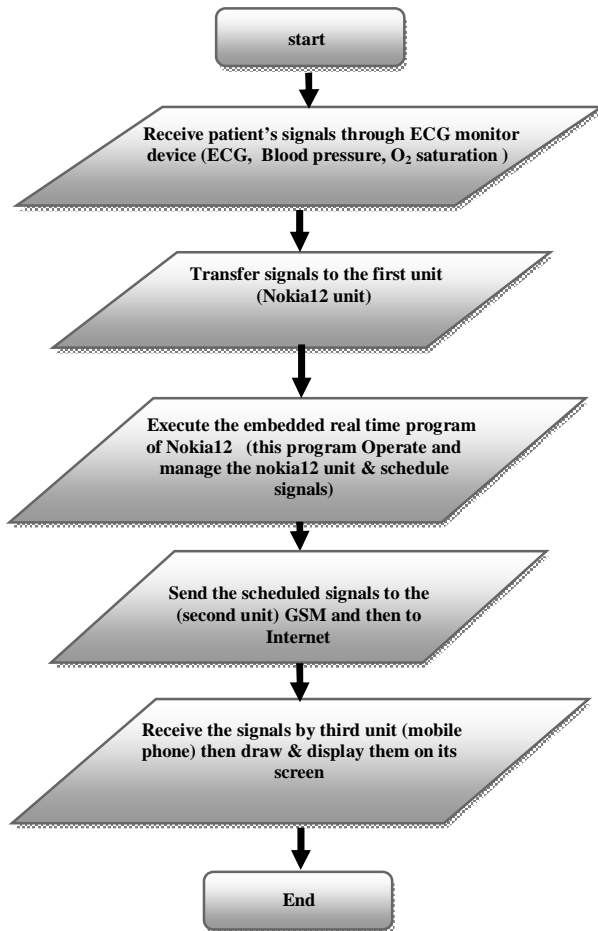 start
Receive patient's signals through ECG monitor
device (ECG, Blood pressure, O₂ saturation )
Transfer signals to the first unit
(Nokia12 unit)
Execute the embedded real time program
of Nokia12 (this program Operate and
manage the nokia12 unit & schedule
signals)
Send the scheduled signals to the
(second unit) GSM and then to
Internet
Receive the signals by third unit (mobile
phone) then draw & display them on its
screen
End